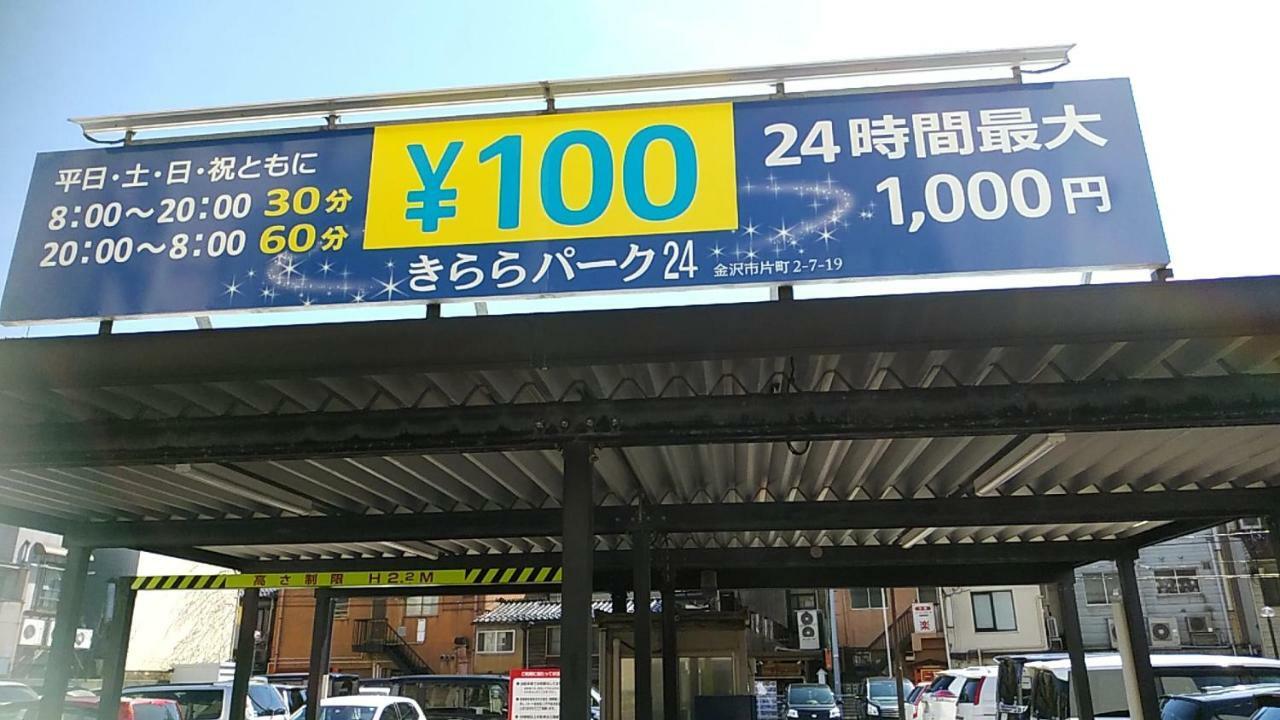 平日・土・日・祝ともに
8:00〜20:00 30分
20:00〜8:00 60分
¥100
きららパーク24
金沢市片町2-7-19
24時間最大
1,000円
高さ制限 H2.2M
一楽